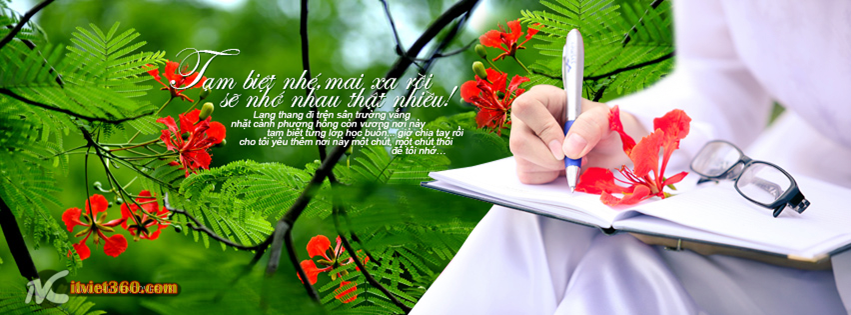 Tạm biệt nhé, mai xa rồi
sẽ nhớ nhau thật nhiều!
Lang thang đi trên sân trường vắng
nhặt cánh phượng hồng còn vương nơi này
tạm biệt từng lớp học buồn... giờ chia tay rồi
cho tôi yêu thêm nơi này một chút, một chút thôi
để tôi nhớ...
itviet360.com